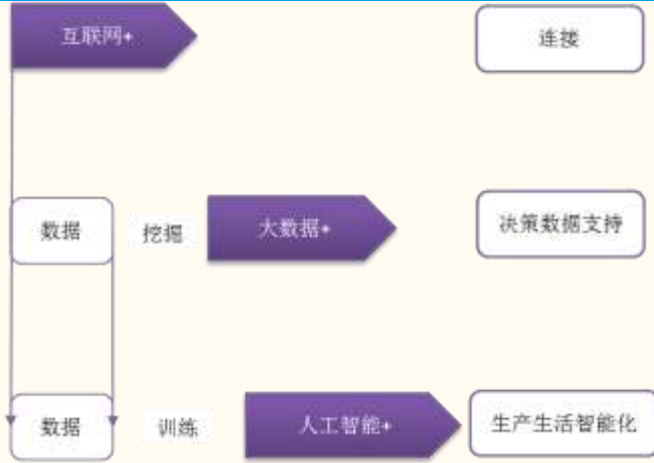 互联网+
连接
数据
挖掘
大数据+
决策数据支持
数据
训练
人工智能+
生产生活智能化